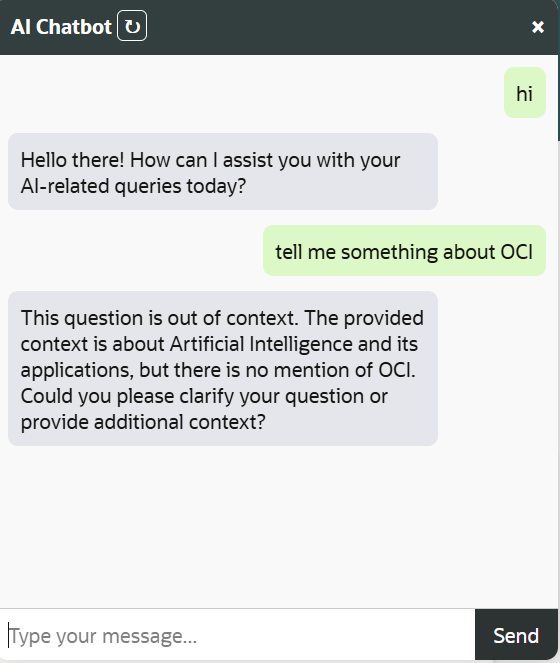 AI Chatbot ↻ ×
hi
Hello there! How can I assist you with your
AI-related queries today?
tell me something about OCI
This question is out of context. The provided
context is about Artificial Intelligence and its
applications, but there is no mention of OCI.
Could you please clarify your question or
provide additional context?
Type your message...
Send